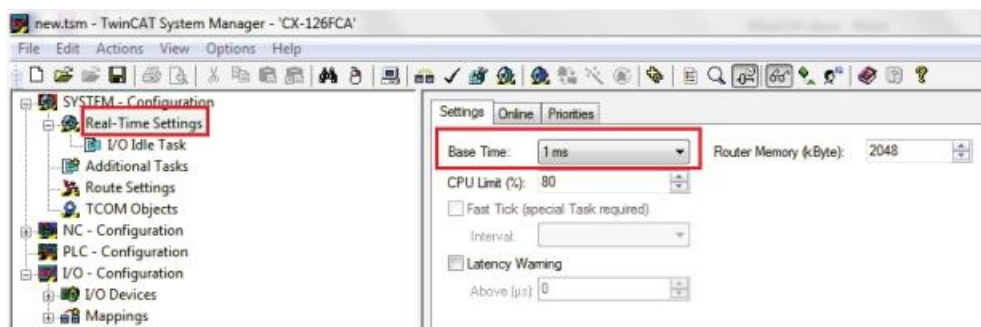 new.tsm - TwinCAT System Manager - 'CX-126FCA'
File Edit Actions View Options Help
SYSTEM - Configuration
Real-Time Settings
I/O Idle Task
Additional Tasks
Route Settings
TCOM Objects
NC - Configuration
PLC - Configuration
I/O - Configuration
I/O Devices
Mappings
Settings Online Priorities
Base Time: 1 ms Router Memory (kByte): 2048
CPU Limit (%): 80
Fast Tick (special Task required)
Interval:
Latency Warning
Above (µs): 0